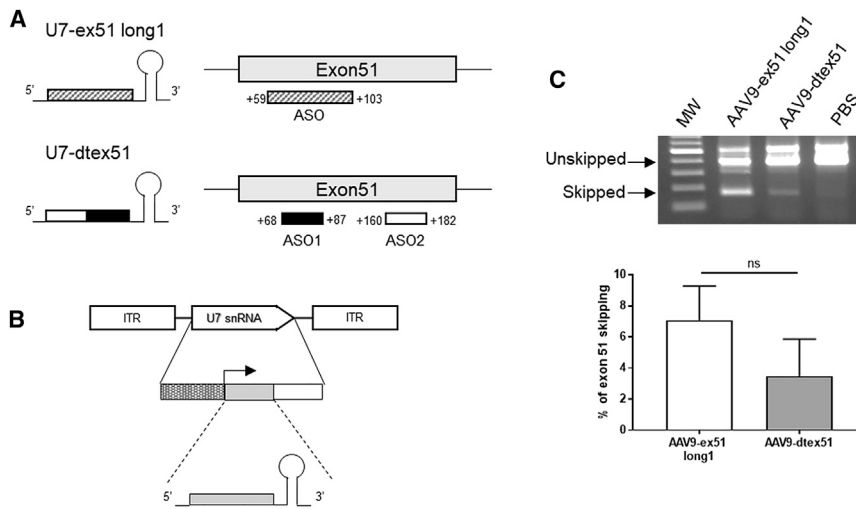 A
U7-ex51 long1
5' 3'
Exon51
+59 +103
ASO
U7-dtex51
5' 3'
Exon51
+68 +87 +160 +182
ASO1 ASO2
B
ITR U7 snRNA ITR
5' 3'
C
MW AAV9-ex51 long1 AAV9-dtex51 PBS
Unskipped
Skipped
ns
% of exon 51 skipping
10
8
6
4
2
0
AAV9-ex51 long1
AAV9-dtex51